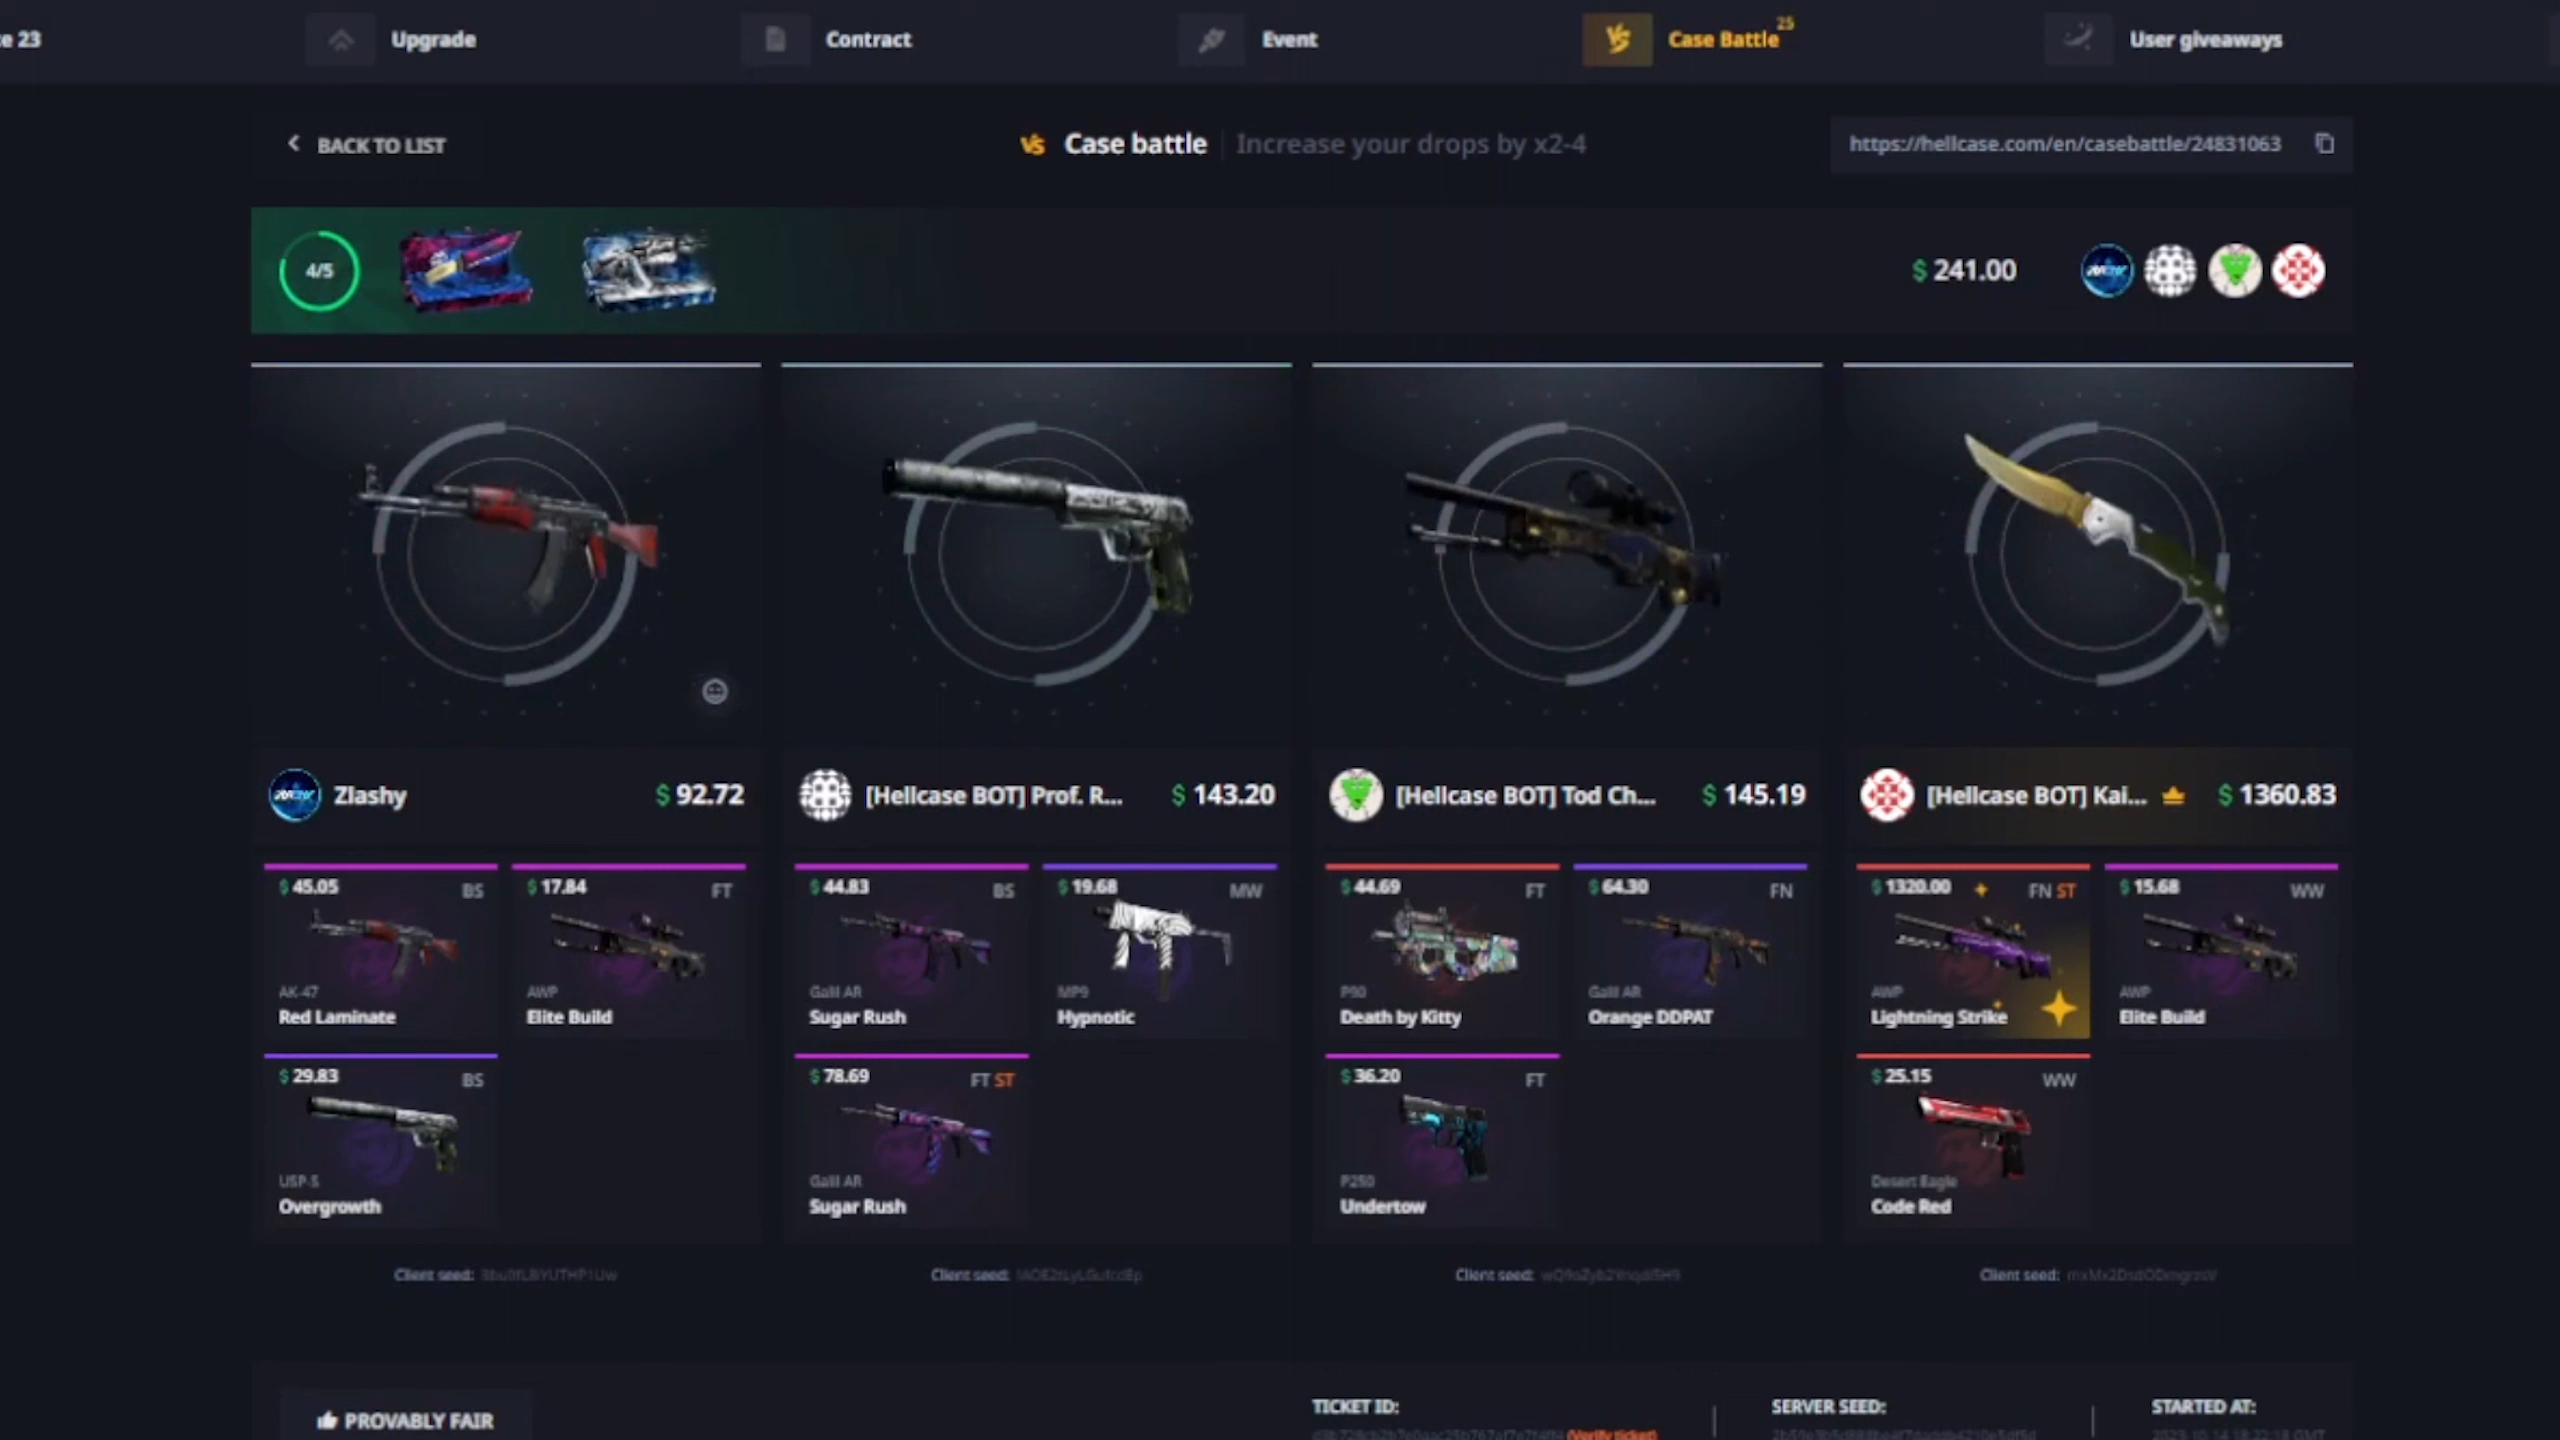 e 23
Upgrade
Contract
Event
Case Battle 25
User giveaways
BACK TO LIST
VS Case battle Increase your drops by x2-4
https://hellcase.com/en/casebattle/24831063
4/5
$ 241.00
Zlashy $ 92.72
[Hellcase BOT] Prof. R... $ 143.20
[Hellcase BOT] Tod Ch... $ 145.19
[Hellcase BOT] Kai... $ 1360.83
$ 45.05 BS
AK-47
Red Laminate
$ 17.84 FT
AWP
Elite Build
$ 29.83 BS
USP-S
Overgrowth
$ 44.83 BS
Galil AR
Sugar Rush
$ 19.68 MW
MP9
Hypnotic
$ 78.69 FT ST
Galil AR
Sugar Rush
$ 44.69 FT
P90
Death by Kitty
$ 64.30 FN
Galil AR
Orange DDPAT
$ 36.20 FT
P250
Undertow
$ 1320.00 FN ST
AWP
Lightning Strike
$ 15.68 WW
AWP
Elite Build
$ 25.15 WW
Desert Eagle
Code Red
Client seed:
Client seed:
Client seed:
Client seed:
PROVABLY FAIR
TICKET ID:
(Verify ticket)
SERVER SEED:
STARTED AT: